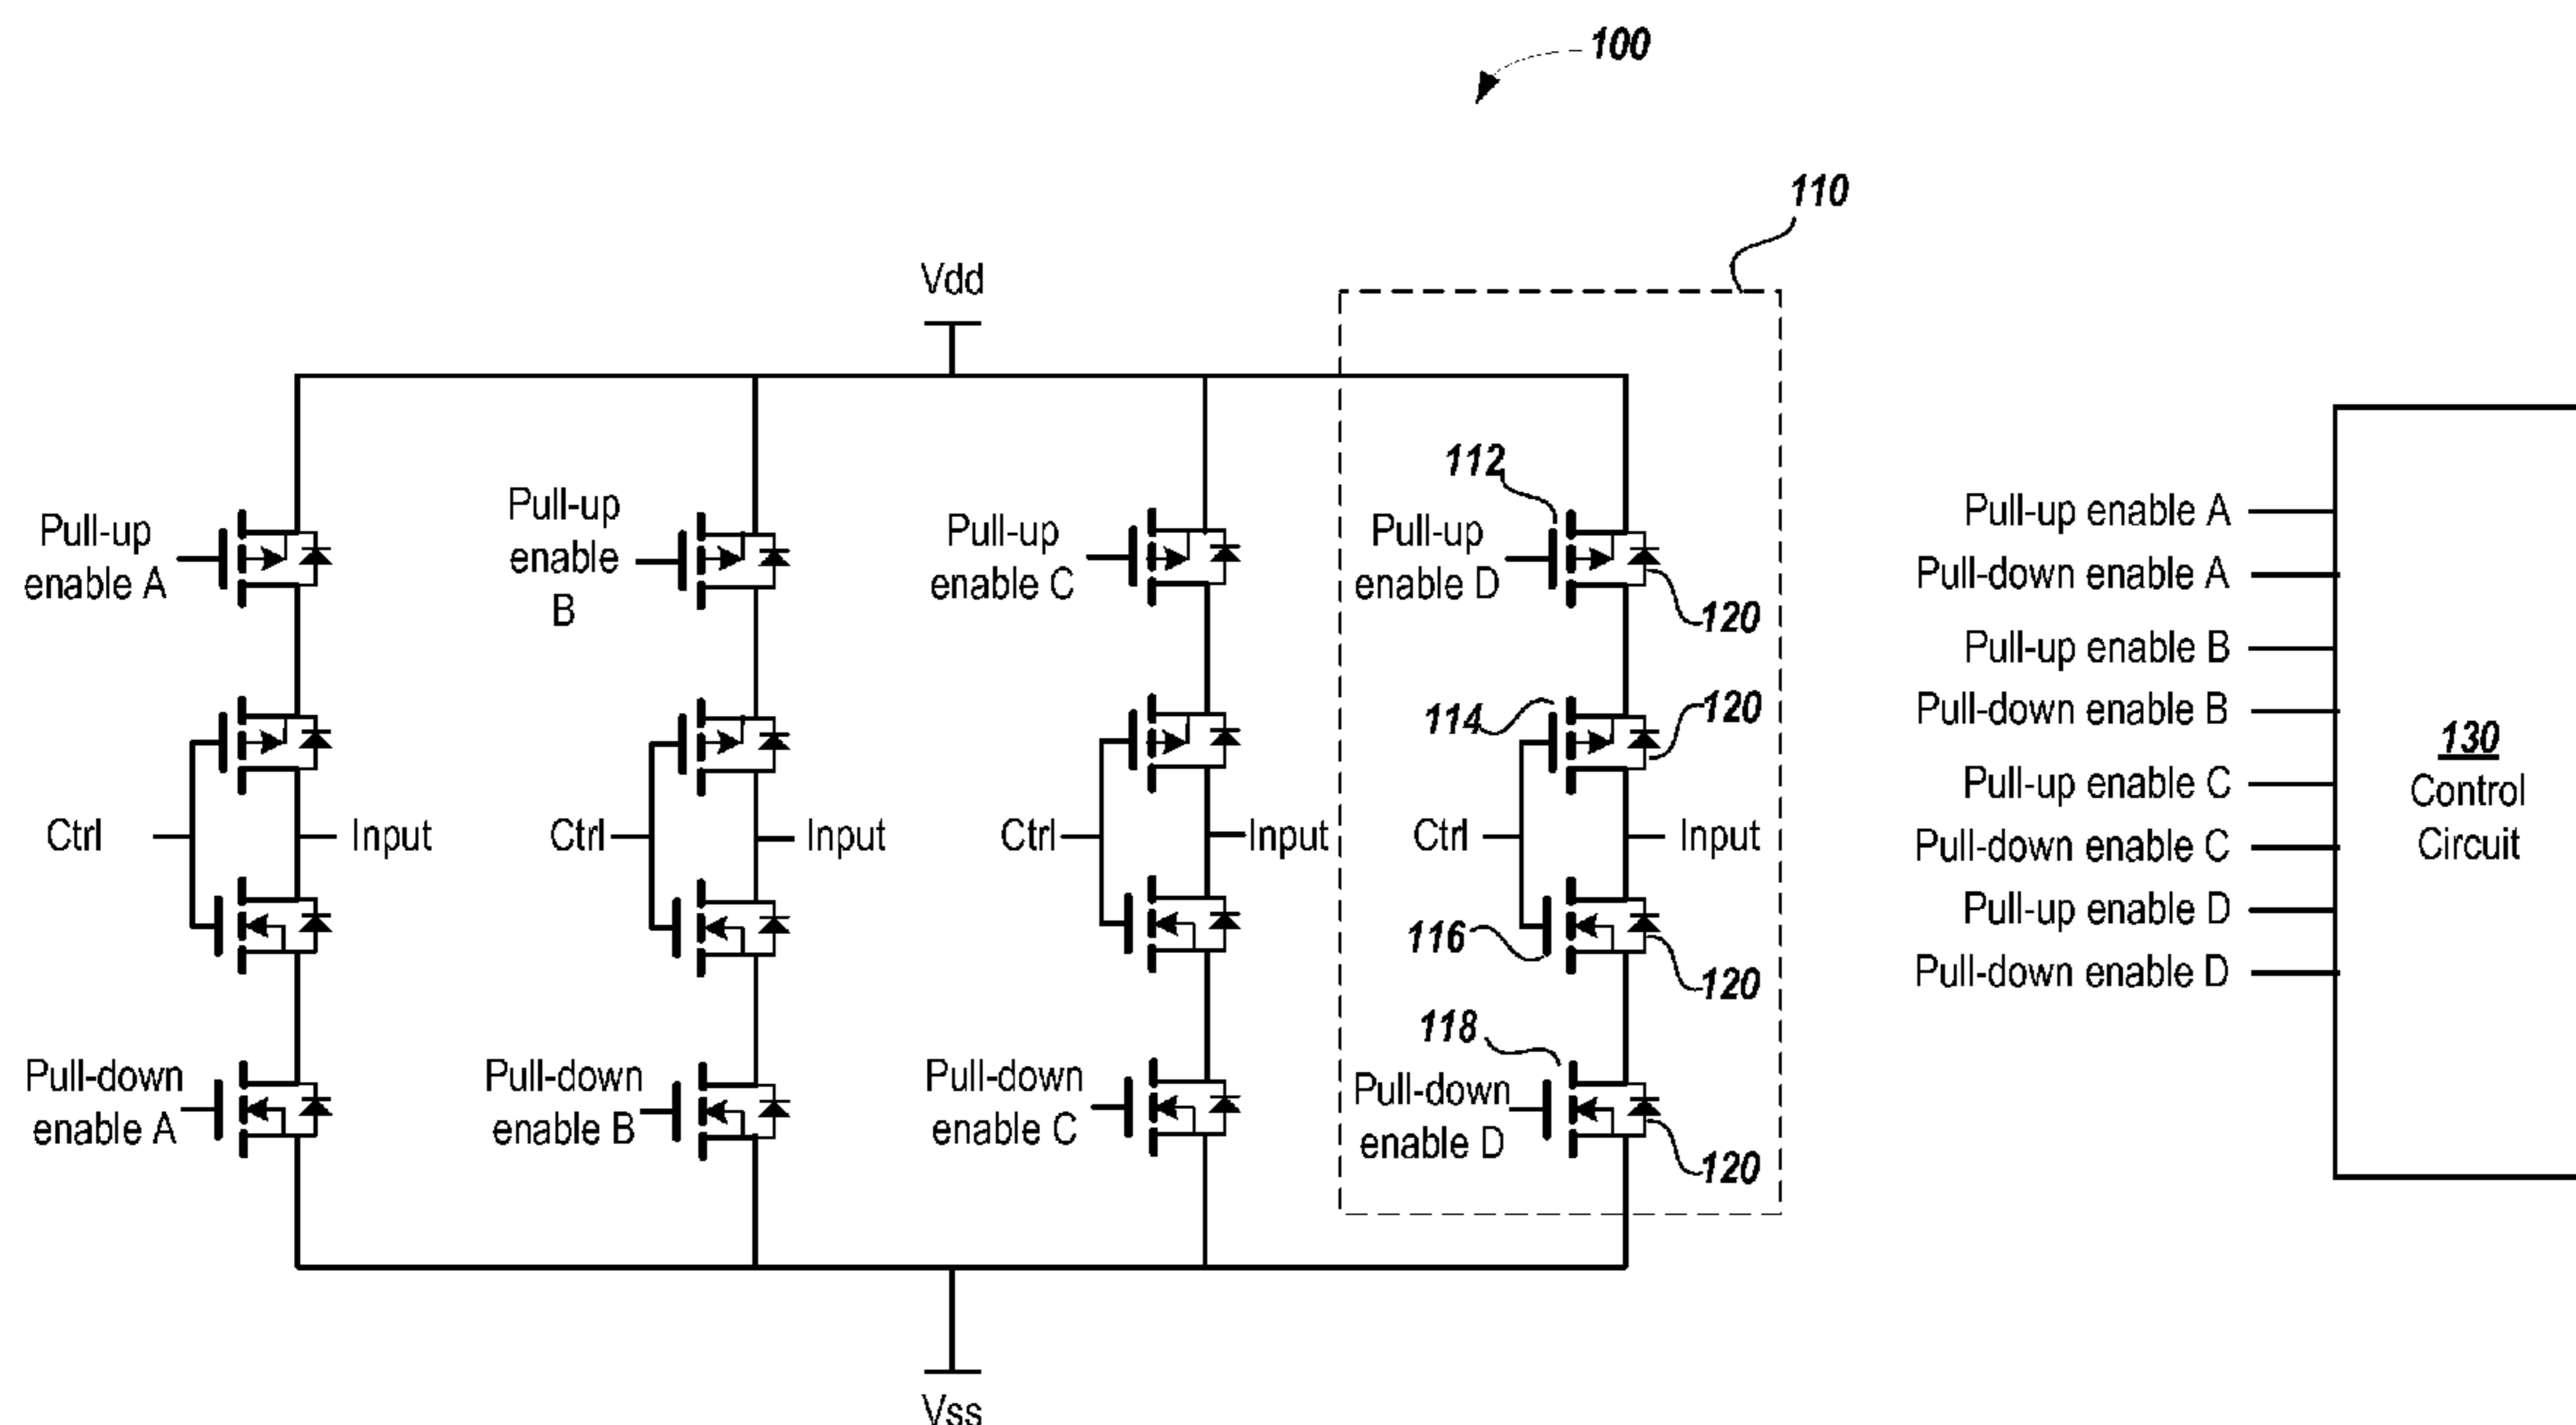 100
110
Vdd
Pull-up
enable A
Pull-up
enable
B
Pull-up
enable C
112
Pull-up
enable D
120
114
120
Ctrl
Input
Ctrl
Input
Ctrl
Input
Ctrl
Input
116
120
118
Pull-down
enable A
Pull-down
enable B
Pull-down
enable C
Pull-down
enable D
120
Vss
Pull-up enable A
Pull-down enable A
Pull-up enable B
Pull-down enable B
Pull-up enable C
Pull-down enable C
Pull-up enable D
Pull-down enable D
130
Control
Circuit